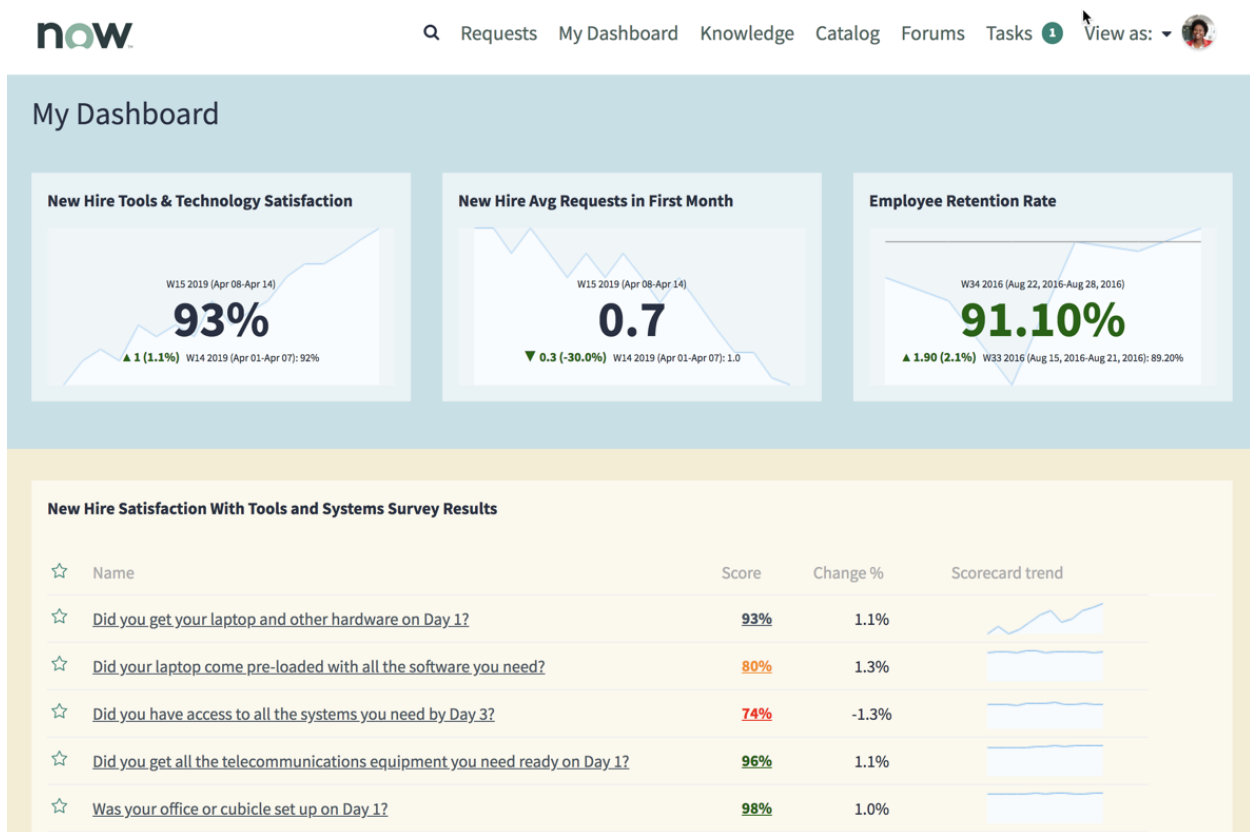 now
Requests My Dashboard Knowledge Catalog Forums Tasks 1 View as:
My Dashboard
New Hire Tools & Technology Satisfaction
W15 2019 (Apr 08-Apr 14)
93%
▲ 1 (1.1%) W14 2019 (Apr 01-Apr 07): 92%
New Hire Avg Requests in First Month
W15 2019 (Apr 08-Apr 14)
0.7
▼ 0.3 (-30.0%) W14 2019 (Apr 01-Apr 07): 1.0
Employee Retention Rate
W34 2016 (Aug 22, 2016-Aug 28, 2016)
91.10%
▲ 1.90 (2.1%) W33 2016 (Aug 15, 2016-Aug 21, 2016): 89.20%
New Hire Satisfaction With Tools and Systems Survey Results
Name Score Change % Scorecard trend
Did you get your laptop and other hardware on Day 1? 93% 1.1%
Did your laptop come pre-loaded with all the software you need? 80% 1.3%
Did you have access to all the systems you need by Day 3? 74% -1.3%
Did you get all the telecommunications equipment you need ready on Day 1? 96% 1.1%
Was your office or cubicle set up on Day 1? 98% 1.0%